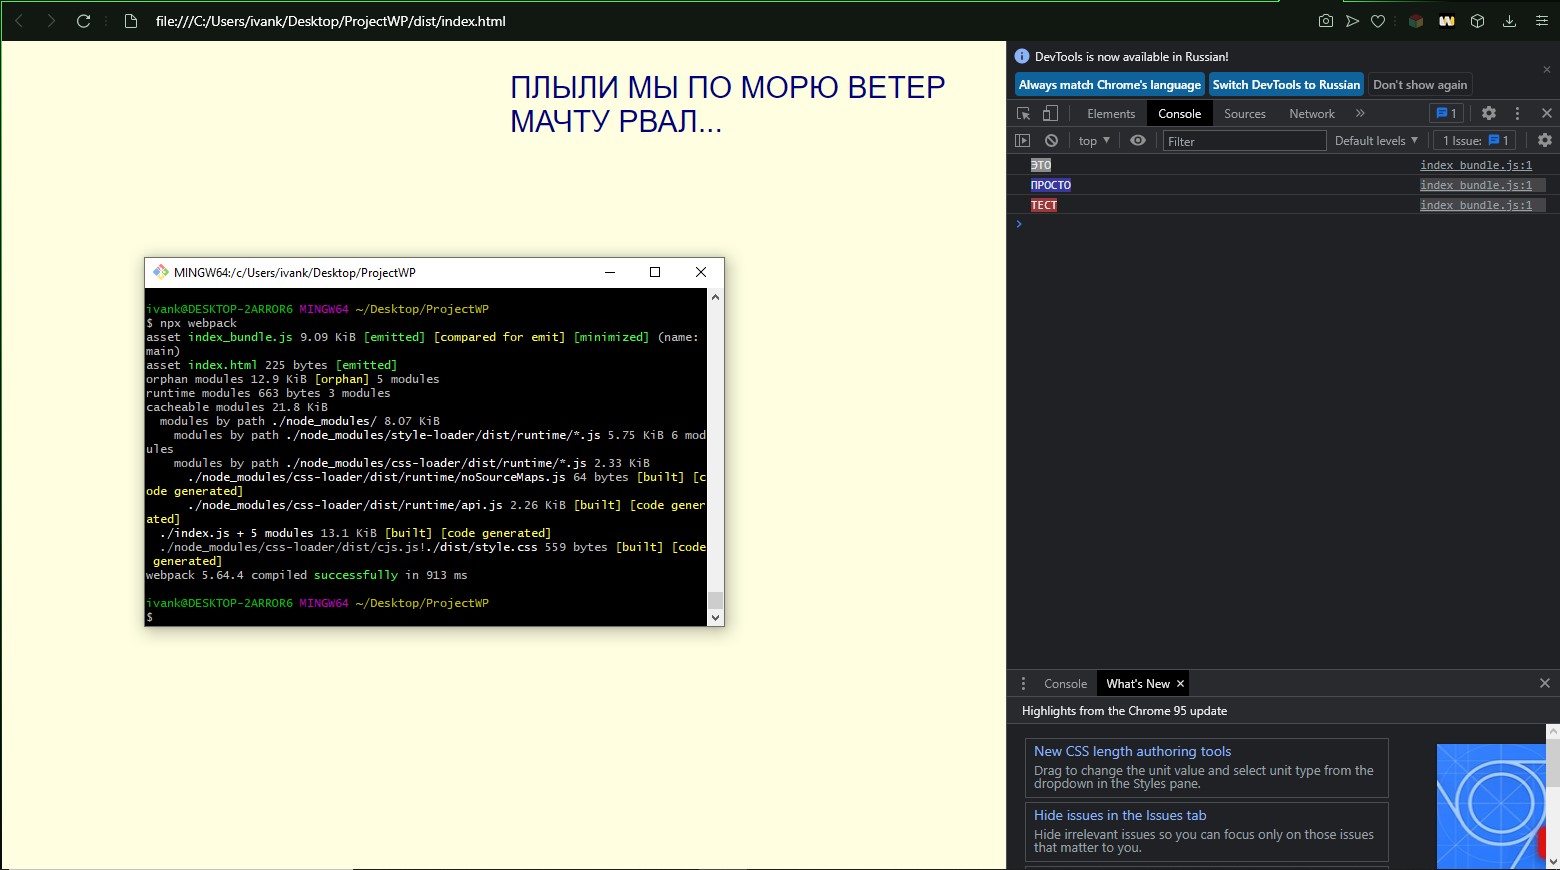 file:///C:/Users/ivank/Desktop/ProjectWP/dist/index.html
ПЛЫЛИ МЫ ПО МОРЮ ВЕТЕР
МАЧТУ РВАЛ...
MINGW64:/c/Users/ivank/Desktop/ProjectWP
ivank@DESKTOP-2ARROR6 MINGW64 ~/Desktop/ProjectWP
$ npx webpack
asset index_bundle.js 9.09 KiB [emitted] [compared for emit] [minimized] (name:
main)
asset index.html 225 bytes [emitted]
orphan modules 12.9 KiB [orphan] 5 modules
runtime modules 663 bytes 3 modules
cacheable modules 21.8 KiB
modules by path ./node_modules/ 8.07 KiB
modules by path ./node_modules/style-loader/dist/runtime/*.js 5.75 KiB 6 mod
ules
modules by path ./node_modules/css-loader/dist/runtime/*.js 2.33 KiB
./node_modules/css-loader/dist/runtime/noSourceMaps.js 64 bytes [built] [c
ode generated]
./node_modules/css-loader/dist/runtime/api.js 2.26 KiB [built] [code gener
ated]
./index.js + 5 modules 13.1 KiB [built] [code generated]
./node_modules/css-loader/dist/cjs.js!./dist/style.css 559 bytes [built] [code
generated]
webpack 5.64.4 compiled successfully in 913 ms
ivank@DESKTOP-2ARROR6 MINGW64 ~/Desktop/ProjectWP
$
DevTools is now available in Russian!
Always match Chrome's language Switch DevTools to Russian Don't show again
Elements Console Sources Network » 1
top Filter Default levels 1 Issue: 1
ЭТО index_bundle.js:1
ПРОСТО index_bundle.js:1
ТЕСТ index_bundle.js:1
Console What's New
Highlights from the Chrome 95 update
New CSS length authoring tools
Drag to change the unit value and select unit type from the
dropdown in the Styles pane.
Hide issues in the Issues tab
Hide irrelevant issues so you can focus only on those issues
that matter to you.